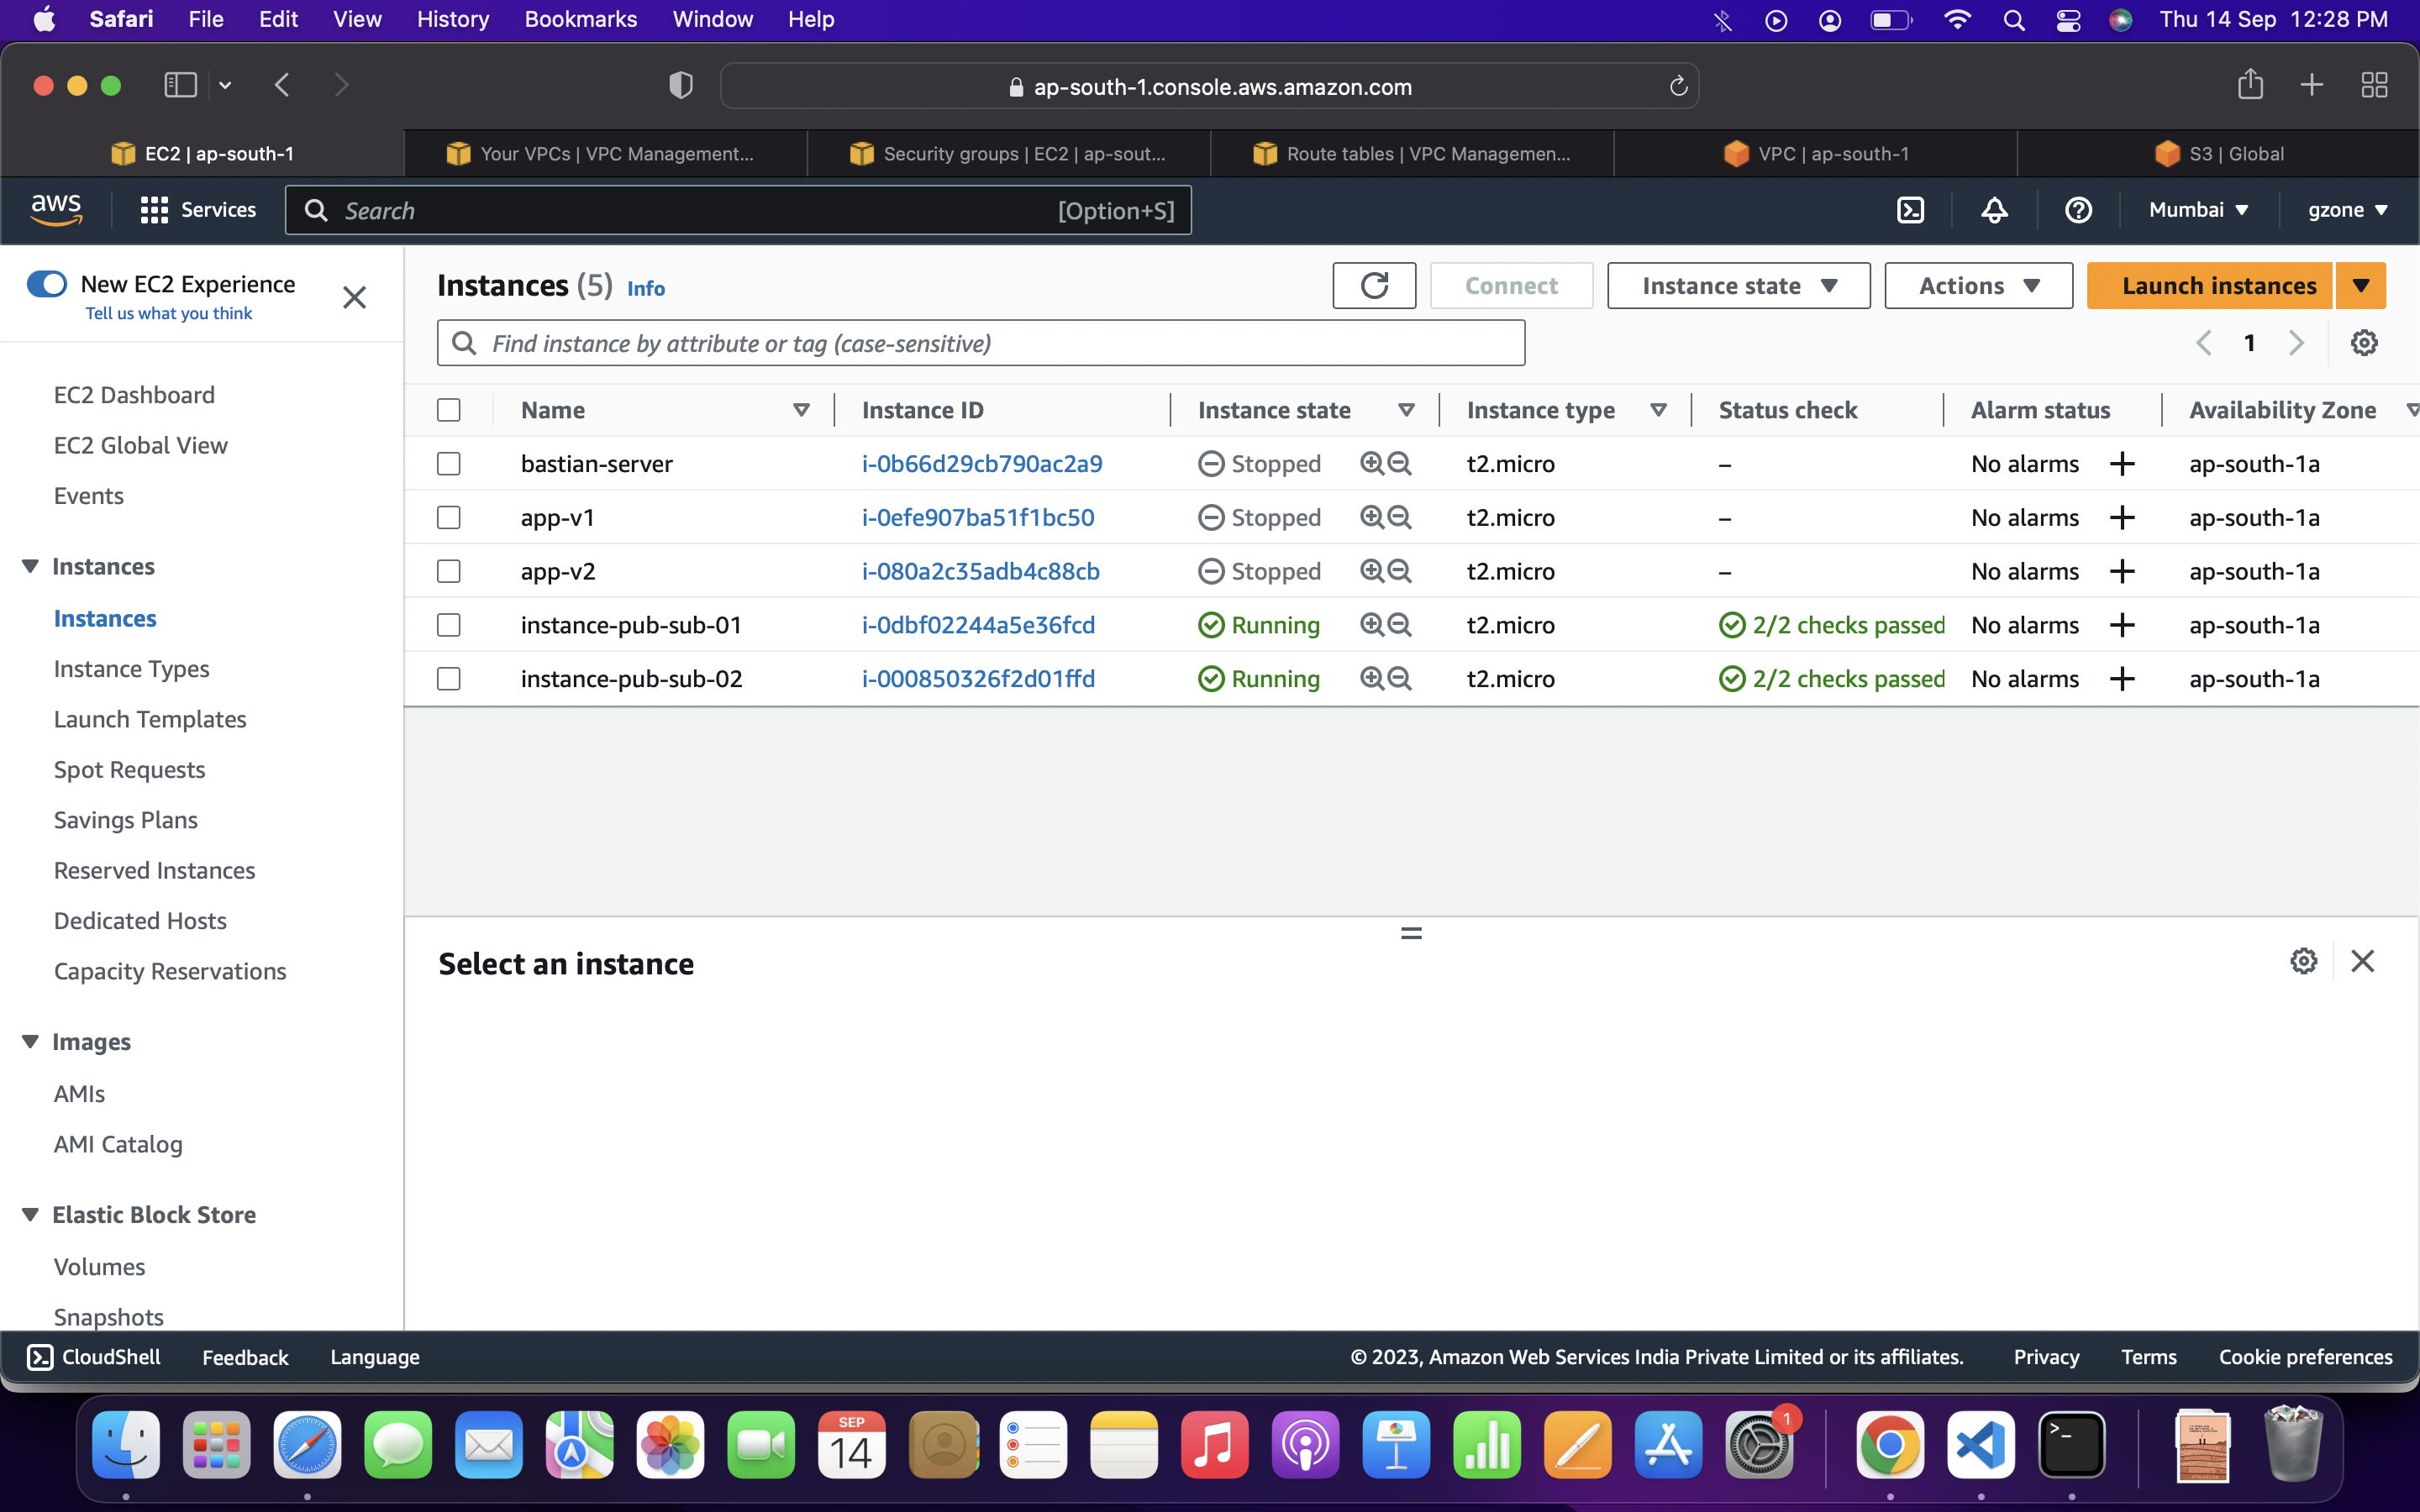 Safari File Edit View History Bookmarks Window Help Thu 14 Sep 12:28 PM
ap-south-1.console.aws.amazon.com
EC2 | ap-south-1 Your VPCs | VPC Management... Security groups | EC2 | ap-sout... Route tables | VPC Managemen... VPC | ap-south-1 S3 | Global
aws Services Search [Option+S] Mumbai gzone
New EC2 Experience
Tell us what you think
EC2 Dashboard
EC2 Global View
Events
Instances
Instances
Instance Types
Launch Templates
Spot Requests
Savings Plans
Reserved Instances
Dedicated Hosts
Capacity Reservations
Images
AMIs
AMI Catalog
Elastic Block Store
Volumes
Snapshots
Instances (5) Info Connect Instance state Actions Launch instances
Find instance by attribute or tag (case-sensitive) 1
Name Instance ID Instance state Instance type Status check Alarm status Availability Zone
bastian-server i-0b66d29cb790ac2a9 Stopped t2.micro – No alarms + ap-south-1a
app-v1 i-0efe907ba51f1bc50 Stopped t2.micro – No alarms + ap-south-1a
app-v2 i-080a2c35adb4c88cb Stopped t2.micro – No alarms + ap-south-1a
instance-pub-sub-01 i-0dbf02244a5e36fcd Running t2.micro 2/2 checks passed No alarms + ap-south-1a
instance-pub-sub-02 i-000850326f2d01ffd Running t2.micro 2/2 checks passed No alarms + ap-south-1a
Select an instance
CloudShell Feedback Language © 2023, Amazon Web Services India Private Limited or its affiliates. Privacy Terms Cookie preferences
SEP
14
1
>_